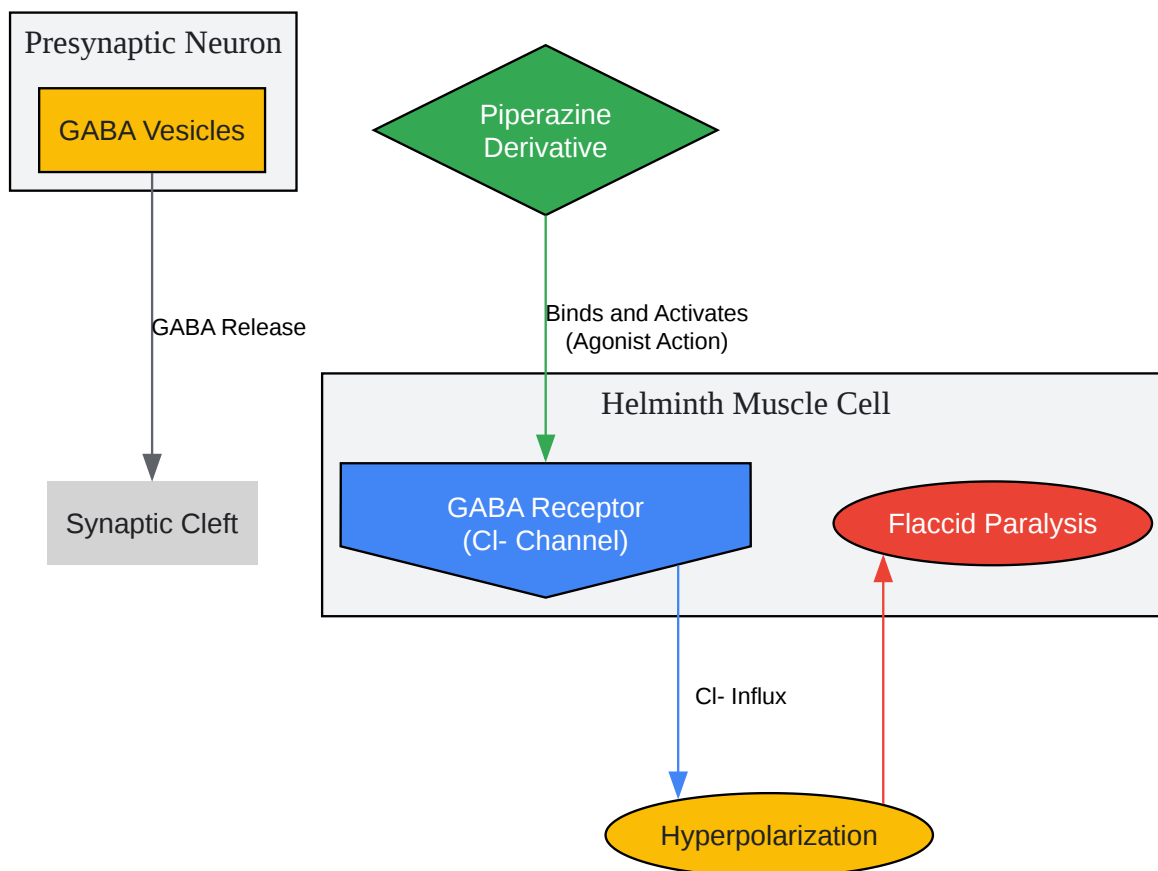 Presynaptic Neuron
GABA Vesicles
Piperazine
Derivative
GABA Release
Binds and Activates
(Agonist Action)
Helminth Muscle Cell
Synaptic Cleft
GABA Receptor
(Cl- Channel)
Flaccid Paralysis
Cl- Influx
Hyperpolarization